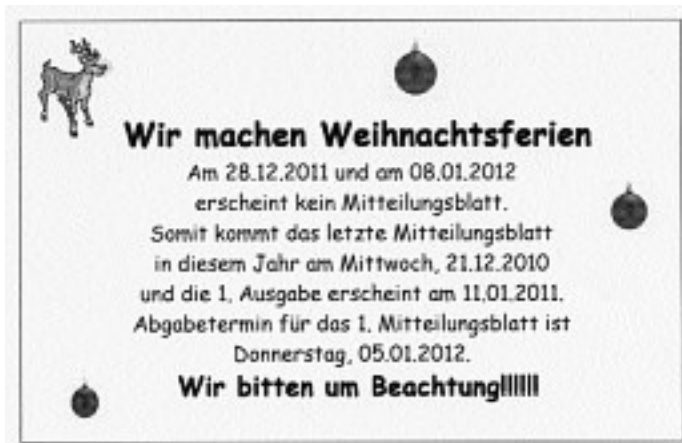 Wir machen Weihnachtsferien
Am 28.12.2011 und am 08.01.2012
erscheint kein Mitteilungsblatt.
Somit kommt das letzte Mitteilungsblatt
in diesem Jahr am Mittwoch, 21.12.2010
und die 1. Ausgabe erscheint am 11.01.2011.
Abgabetermin für das 1. Mitteilungsblatt ist
Donnerstag, 05.01.2012.
Wir bitten um Beachtung!!!!!!